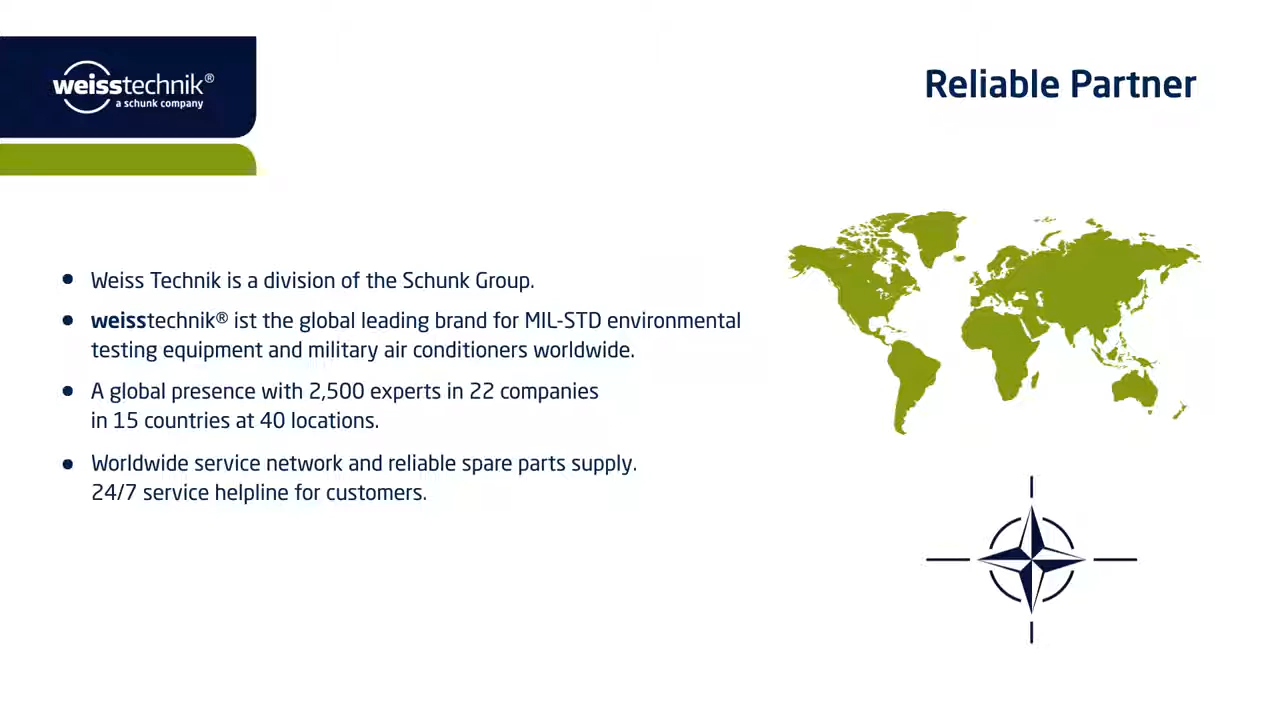 weisstechnik®
a schunk company
Reliable Partner
• Weiss Technik is a division of the Schunk Group.
• weisstechnik® ist the global leading brand for MIL-STD environmental
testing equipment and military air conditioners worldwide.
• A global presence with 2,500 experts in 22 companies
in 15 countries at 40 locations.
• Worldwide service network and reliable spare parts supply.
24/7 service helpline for customers.